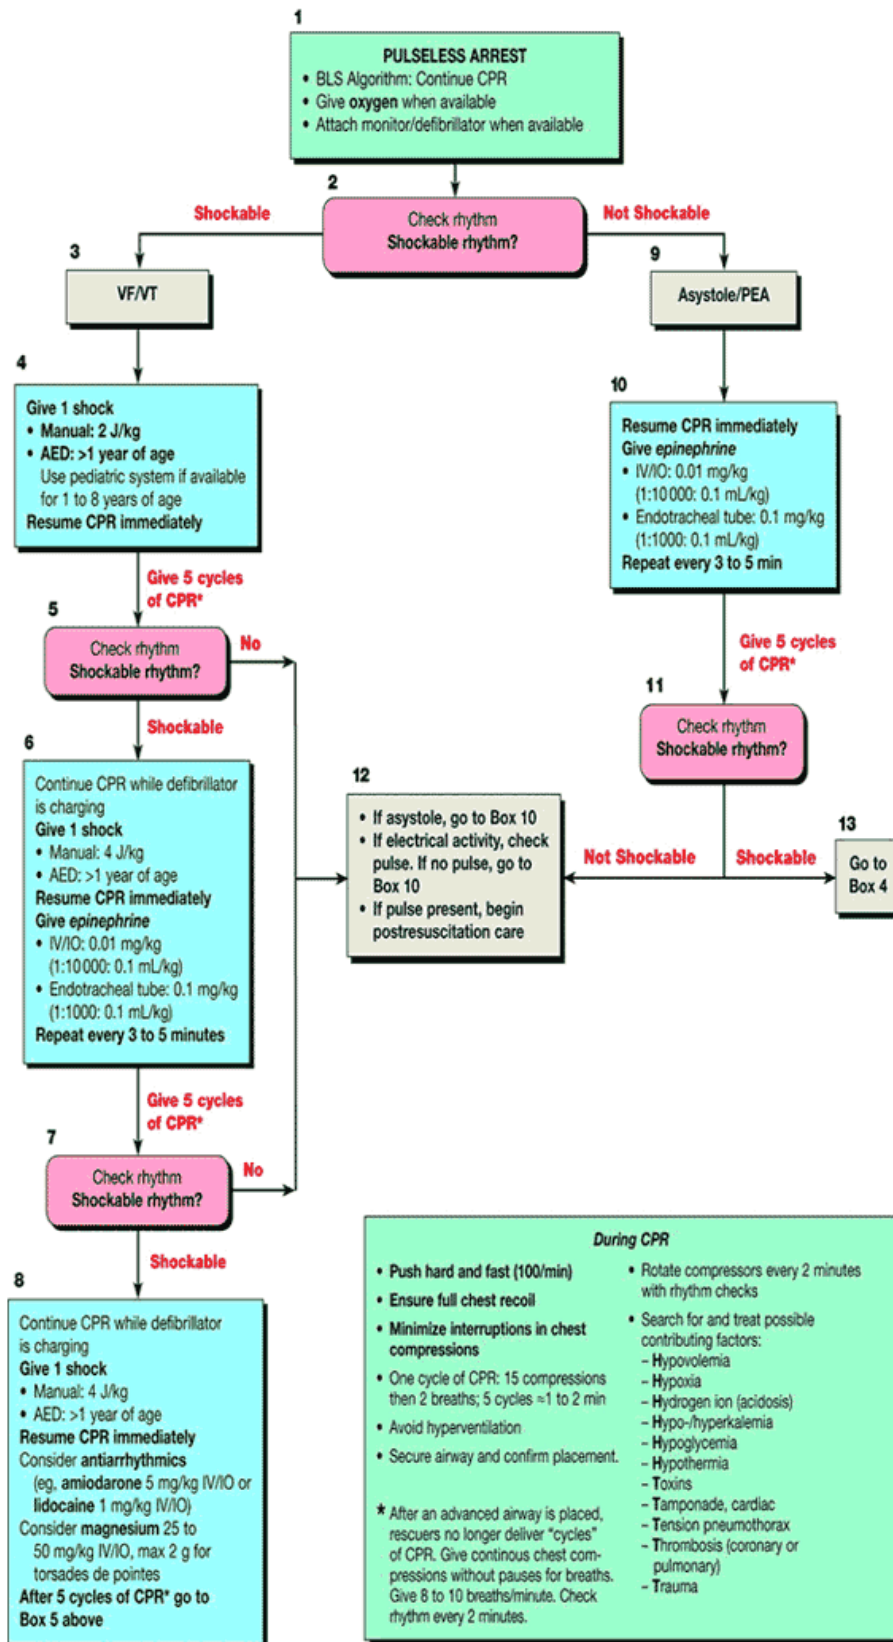 1
PULSELESS ARREST
• BLS Algorithm: Continue CPR
• Give oxygen when available
• Attach monitor/defibrillator when available
2
Shockable
Check rhythm
Shockable rhythm?
Not Shockable
3
VF/VT
9
Asystole/PEA
4
Give 1 shock
• Manual: 2 J/kg
• AED: >1 year of age
Use pediatric system if available
for 1 to 8 years of age
Resume CPR immediately
10
Resume CPR immediately
Give epinephrine
• IV/IO: 0.01 mg/kg
(1:10 000: 0.1 mL/kg)
• Endotracheal tube: 0.1 mg/kg
(1:1000: 0.1 mL/kg)
Repeat every 3 to 5 min
Give 5 cycles
of CPR*
5
Check rhythm
Shockable rhythm?
No
Give 5 cycles
of CPR*
11
Check rhythm
Shockable rhythm?
Shockable
6
Continue CPR while defibrillator
is charging
Give 1 shock
• Manual: 4 J/kg
• AED: >1 year of age
Resume CPR immediately
Give epinephrine
• IV/IO: 0.01 mg/kg
(1:10 000: 0.1 mL/kg)
• Endotracheal tube: 0.1 mg/kg
(1:1000: 0.1 mL/kg)
Repeat every 3 to 5 minutes
12
• If asystole, go to Box 10
• If electrical activity, check
pulse. If no pulse, go to
Box 10
• If pulse present, begin
postresuscitation care
Not Shockable
Shockable
13
Go to
Box 4
Give 5 cycles
of CPR*
7
Check rhythm
Shockable rhythm?
No
Shockable
8
Continue CPR while defibrillator
is charging
Give 1 shock
• Manual: 4 J/kg
• AED: >1 year of age
Resume CPR immediately
Consider antiarrhythmics
(eg, amiodarone 5 mg/kg IV/IO or
lidocaine 1 mg/kg IV/IO)
Consider magnesium 25 to
50 mg/kg IV/IO, max 2 g for
torsades de pointes
After 5 cycles of CPR* go to
Box 5 above
During CPR
• Push hard and fast (100/min)
• Ensure full chest recoil
• Minimize interruptions in chest
compressions
• One cycle of CPR: 15 compressions
then 2 breaths; 5 cycles ≈1 to 2 min
• Avoid hyperventilation
• Secure airway and confirm placement.
* After an advanced airway is placed,
rescuers no longer deliver “cycles”
of CPR. Give continous chest com-
pressions without pauses for breaths.
Give 8 to 10 breaths/minute. Check
rhythm every 2 minutes.
• Rotate compressors every 2 minutes
with rhythm checks
• Search for and treat possible
contributing factors:
– Hypovolemia
– Hypoxia
– Hydrogen ion (acidosis)
– Hypo-/hyperkalemia
– Hypoglycemia
– Hypothermia
– Toxins
– Tamponade, cardiac
– Tension pneumothorax
– Thrombosis (coronary or
pulmonary)
– Trauma